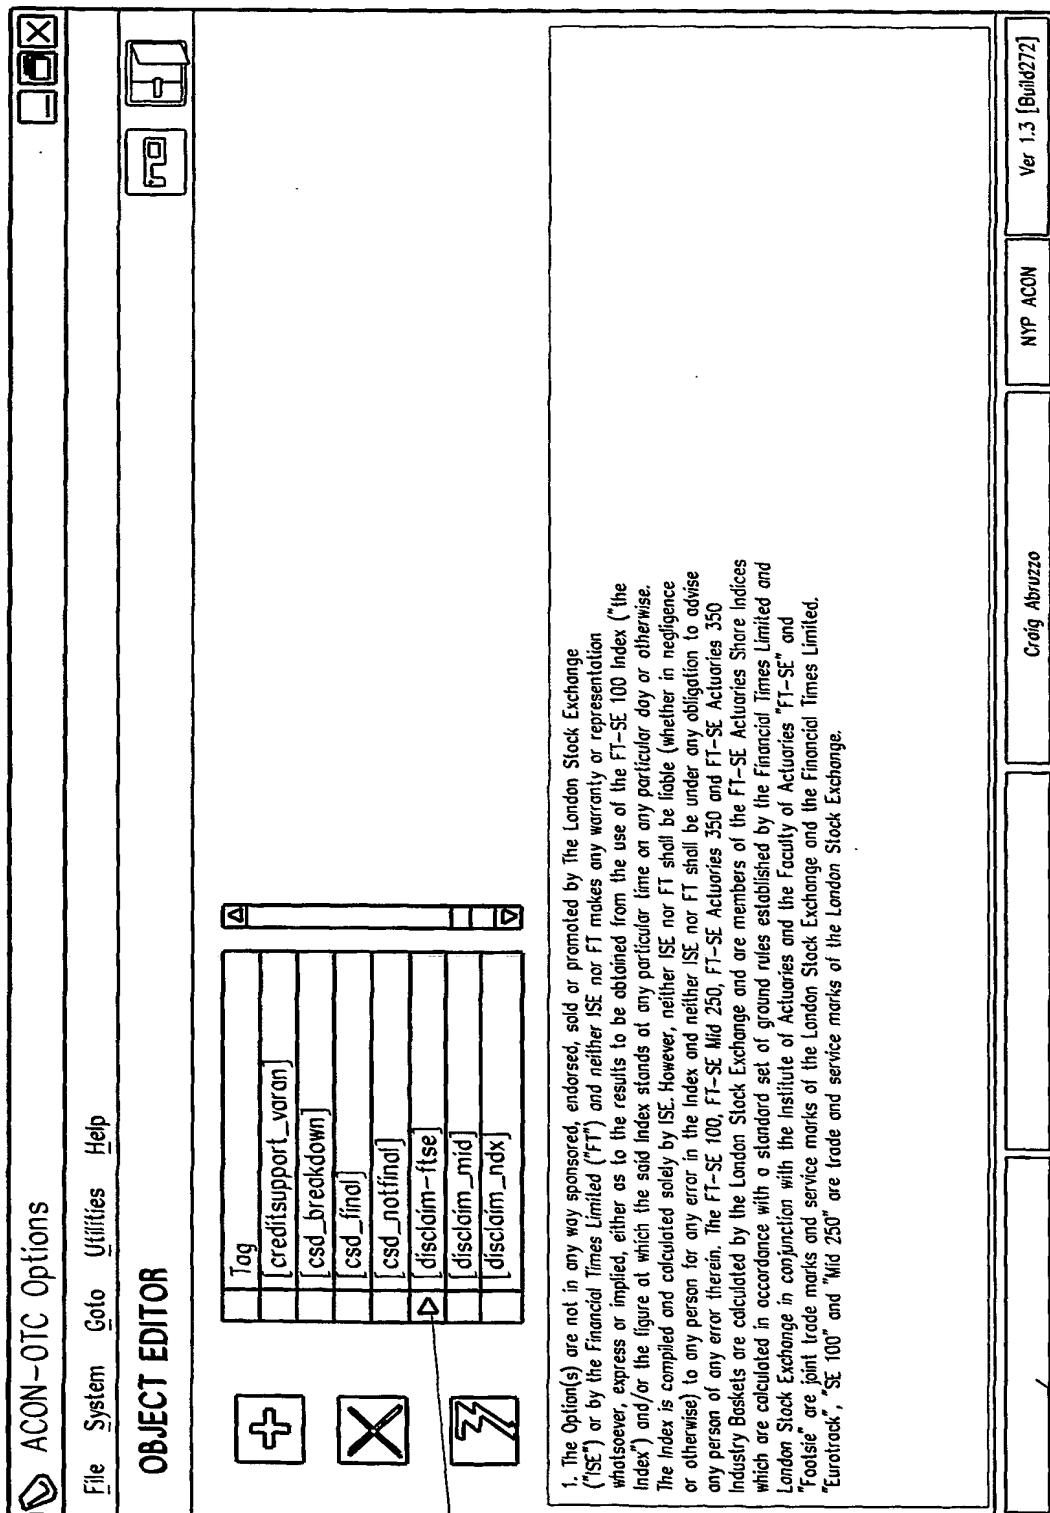 ACON-OTC Options
File System Goto Utilities Help
OBJECT EDITOR
Tag
[creditsupport_varan]
[csd_breakdown]
[csd_final]
[csd_notfinal]
[disclaim-ftse]
[disclaim_mid]
[disclaim_ndx]
1. The Option(s) are not in any way sponsored, endorsed, sold or promoted by The London Stock Exchange
("ISE") or by the Financial Times Limited ("FT") and neither ISE nor FT makes any warranty or representation
whatsoever, express or implied, either as to the results to be obtained from the use of the FT-SE 100 Index ("the
Index") and/or the figure at which the said Index stands at any particular time on any particular day or otherwise.
The Index is compiled and calculated solely by ISE. However, neither ISE nor FT shall be liable (whether in negligence
or otherwise) to any person for any error in the Index and neither ISE nor FT shall be under any obligation to advise
any person of any error therein. The FT-SE 100, FT-SE Mid 250, FT-SE Actuaries 350 and FT-SE Actuaries 350
Industry Baskets are calculated by the London Stock Exchange and are members of the FT-SE Actuaries Share Indices
which are calculated in accordance with a standard set of ground rules established by the Financial Times Limited and
London Stock Exchange in conjunction with the Institute of Actuaries and the Faculty of Actuaries "FT-SE" and
"Footsie" are joint trade marks and service marks of the London Stock Exchange and the Financial Times Limited.
"Eurotrack", "SE 100" and "Mid 250" are trade and service marks of the London Stock Exchange.
Craig Abruzzo
NYP ACON
Ver 1.3 [Build272]